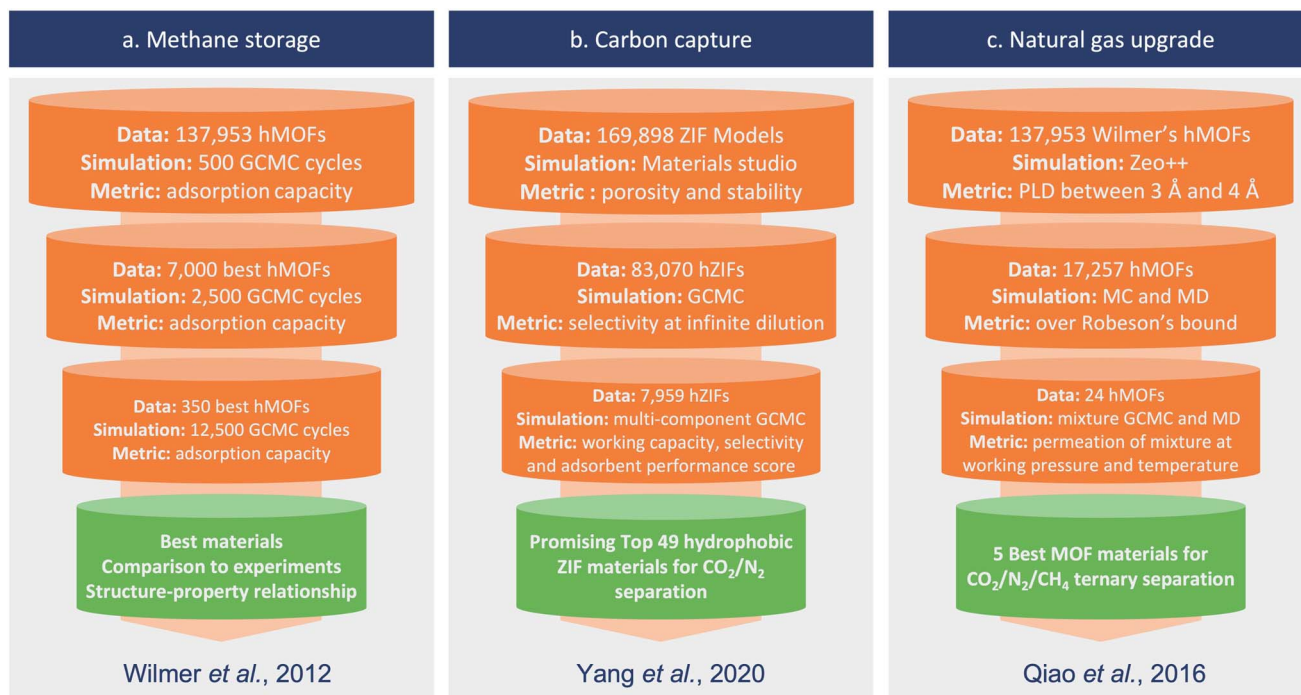 a. Methane storage
Data: 137,953 hMOFs
Simulation: 500 GCMC cycles
Metric: adsorption capacity
Data: 7,000 best hMOFs
Simulation: 2,500 GCMC cycles
Metric: adsorption capacity
Data: 350 best hMOFs
Simulation: 12,500 GCMC cycles
Metric: adsorption capacity
Best materials
Comparison to experiments
Structure-property relationship
Wilmer et al., 2012
b. Carbon capture
Data: 169,898 ZIF Models
Simulation: Materials studio
Metric : porosity and stability
Data: 83,070 hZIFs
Simulation: GCMC
Metric: selectivity at infinite dilution
Data: 7,959 hZIFs
Simulation: multi-component GCMC
Metric: working capacity, selectivity
and adsorbent performance score
Promising Top 49 hydrophobic
ZIF materials for CO₂/N₂
separation
Yang et al., 2020
c. Natural gas upgrade
Data: 137,953 Wilmer’s hMOFs
Simulation: Zeo++
Metric: PLD between 3 Å and 4 Å
Data: 17,257 hMOFs
Simulation: MC and MD
Metric: over Robeson’s bound
Data: 24 hMOFs
Simulation: mixture GCMC and MD
Metric: permeation of mixture at
working pressure and temperature
5 Best MOF materials for
CO₂/N₂/CH₄ ternary separation
Qiao et al., 2016